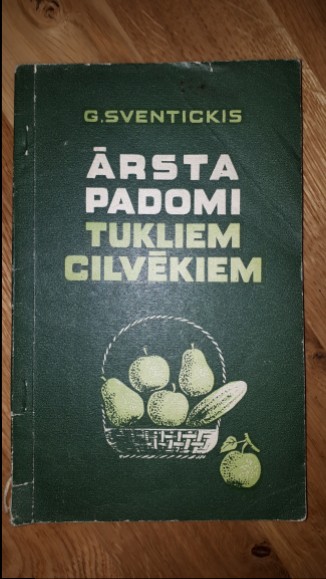 G. SVENTICKIS
ĀRSTA
PADOMI
TUKLIEM
CILVĒKIEM